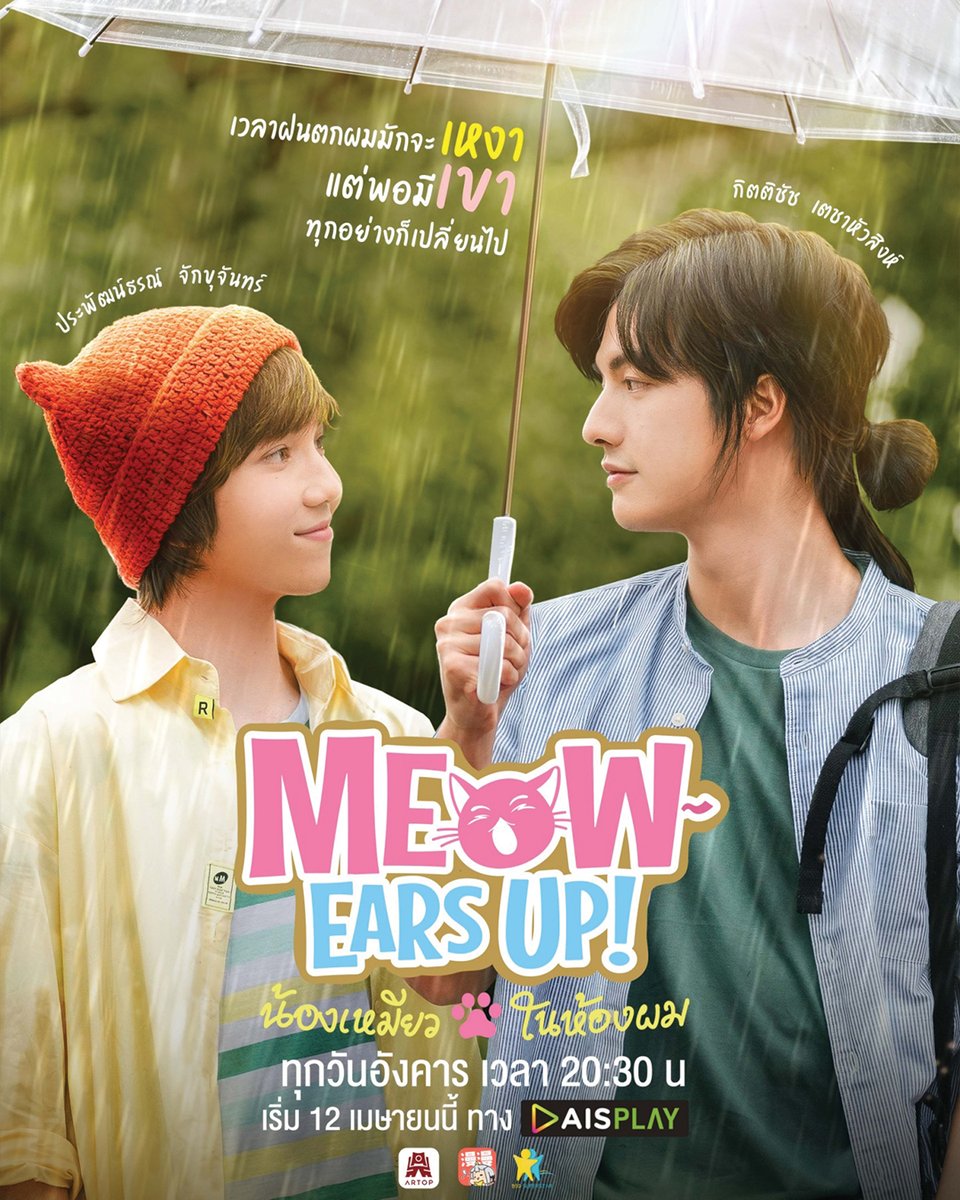 เวลาฝนตกผมมักจะ เหงา
แต่พอมี เขา
ทุกอย่างก็เปลี่ยนไป
กิตติชัช เตชาหัวสิงห์
ประพัฒน์ธรณ์ จักขุจันทร์
R
MEOW~
EARS UP!
น้องเหมียว ในห้องผม
ทุกวันอังคาร เวลา 20:30 น
เริ่ม 12 เมษายนนี้ ทาง AISPLAY
ARTOP